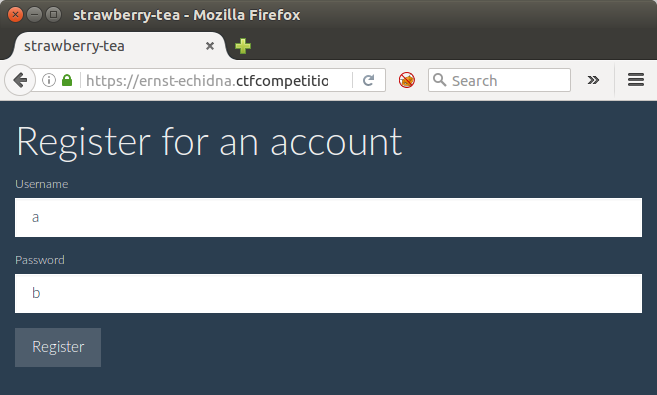 strawberry-tea - Mozilla Firefox
strawberry-tea
https://ernst-echidna.ctfcompetitio
Search
Register for an account
Username
a
Password
b
Register